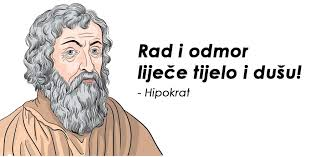 Rad i odmor
liječe tijelo i dušu!
- Hipokrat